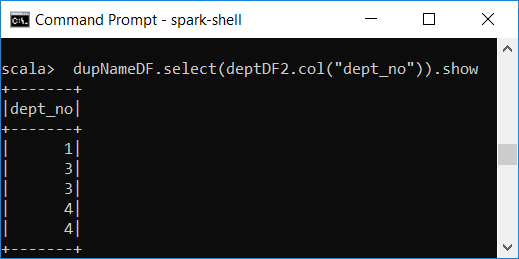 Command Prompt - spark-shell
scala>  dupNameDF.select(deptDF2.col("dept_no")).show
+-------+
|dept_no|
+-------+
|      1|
|      3|
|      3|
|      4|
|      4|
+-------+